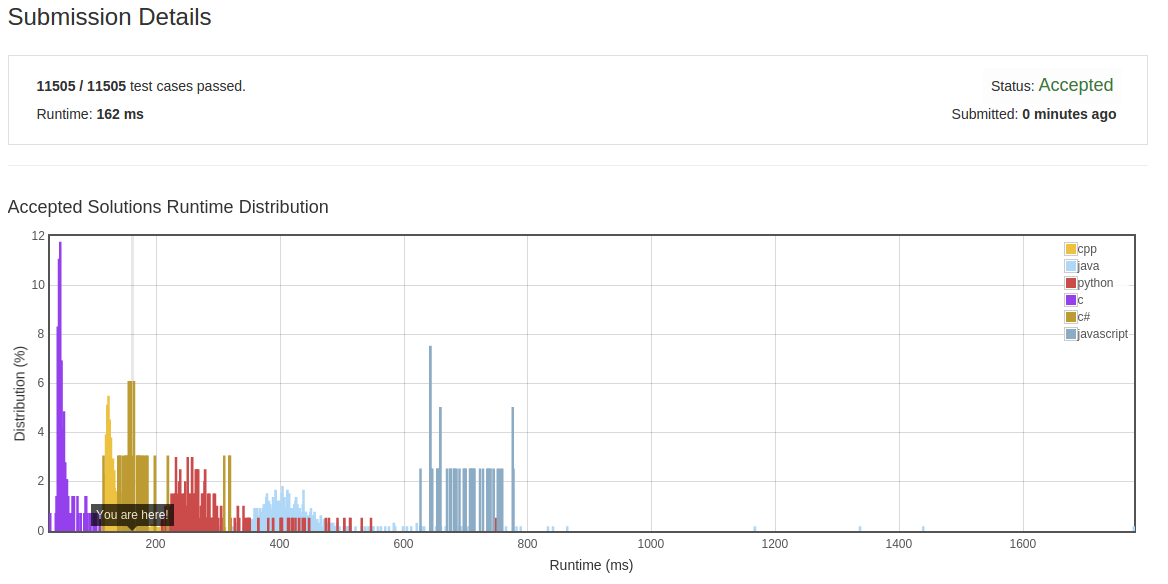 Submission Details
11505 / 11505 test cases passed.
Status: Accepted
Runtime: 162 ms
Submitted: 0 minutes ago
Accepted Solutions Runtime Distribution
12
10
8
6
4
2
0
Distribution (%)
cpp
java
python
c
c#
javascript
You are here!
200 400 600 800 1000 1200 1400 1600
Runtime (ms)